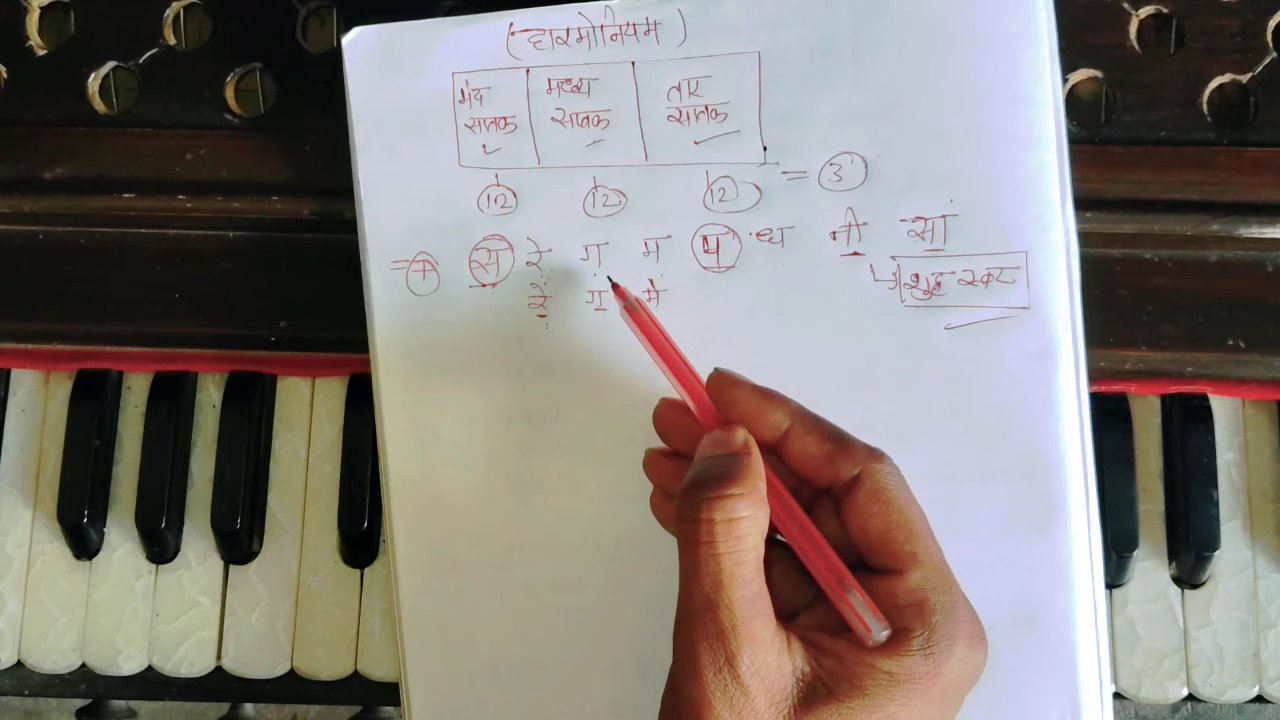 (हारमोनियम)
मंद्र सप्तक मध्य सप्तक तार सप्तक
12 12 12 = 3
= 7 स रे ग म प ध नी सां
रे ग मे शुद्ध स्वर